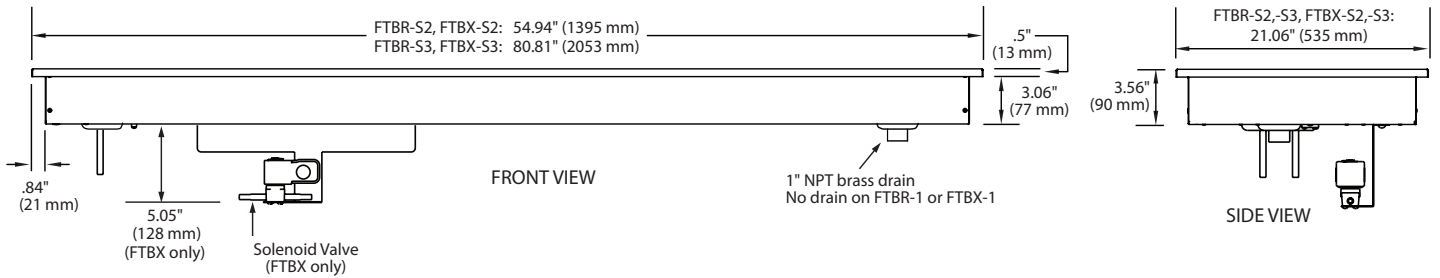 FTBR-S2, FTBX-S2: 54.94" (1395 mm)
FTBR-S3, FTBX-S3: 80.81" (2053 mm)
.5"
(13 mm)
3.06"
(77 mm)
.84"
(21 mm)
5.05"
(128 mm)
(FTBX only)
Solenoid Valve
(FTBX only)
FRONT VIEW
1" NPT brass drain
No drain on FTBR-1 or FTBX-1
FTBR-S2,-S3, FTBX-S2,-S3:
21.06" (535 mm)
3.56"
(90 mm)
SIDE VIEW